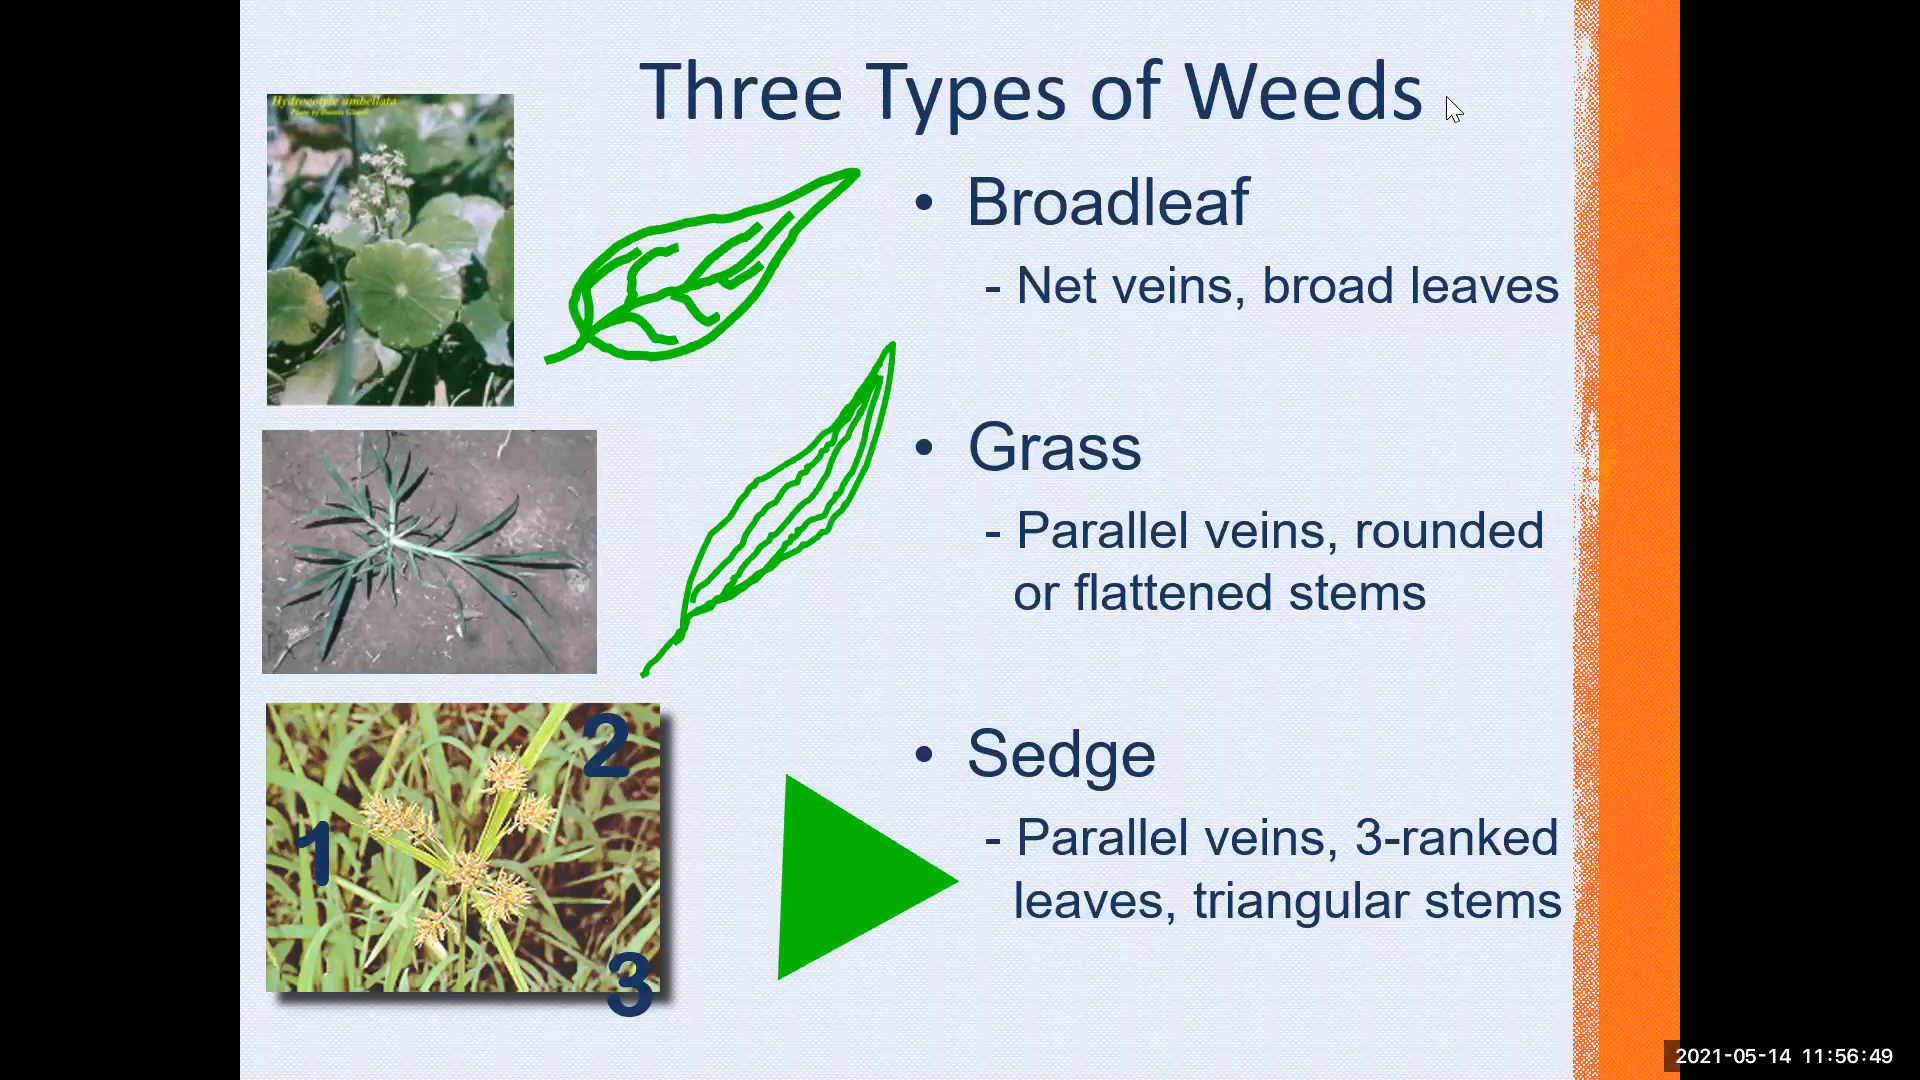 Three Types of Weeds
Hydrocotyle umbellata
• Broadleaf
- Net veins, broad leaves
• Grass
- Parallel veins, rounded
or flattened stems
2
1
3
• Sedge
- Parallel veins, 3-ranked
leaves, triangular stems
2021-05-14 11:56:49